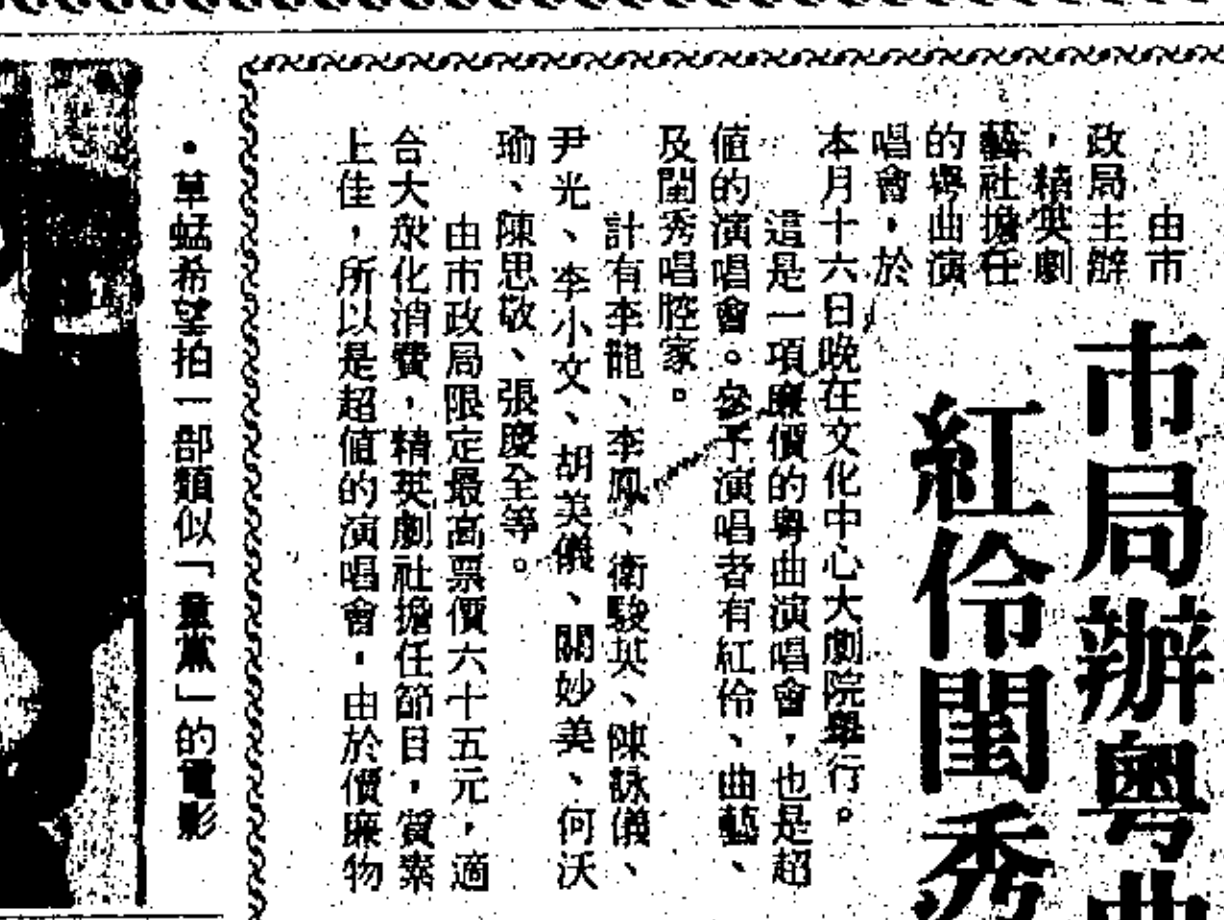 市局辦粵曲
紅伶閨秀
由市
政局主辦
，精英劇
藝社擔任
的粵曲演
唱會，於
本月十六日晚在文化中心大劇院舉行。
這是一項廉價的粵曲演唱會，也是超
值的演唱會。參予演唱者有紅伶、曲藝、
及閨秀唱腔家。
計有李龍、李鳳、衛駿英、陳詠儀、
尹光、李小文、胡美儀、關妙美、何沃
瑜、陳思敬、張慶全等。
由市政局限定最高票價六十五元，適
合大眾化消費，精英劇社擔任節目，質素
上佳，所以是超值的演唱會，由於價廉物
·草蜢希望拍一部類似「童黨」的電影